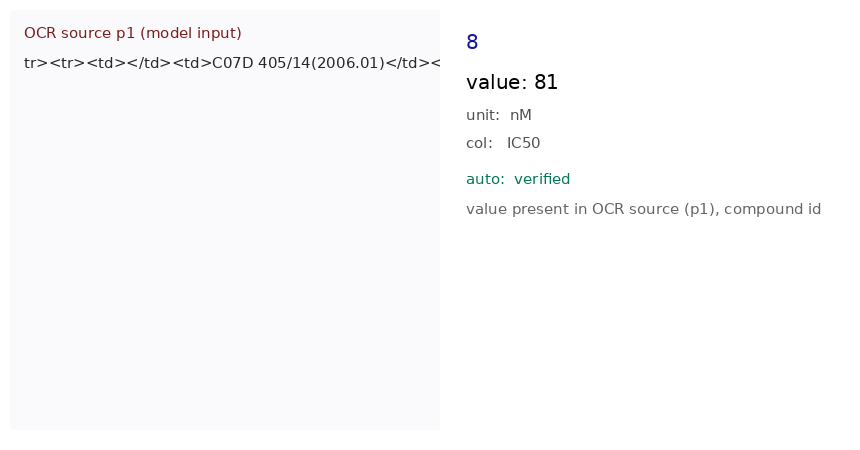 OCR source p1 (model input)
tr><tr><td></td><td>C07D 405/14(2006.01)</td><
8
value: 81
unit: nM
col: IC50
auto: verified
value present in OCR source (p1), compound id